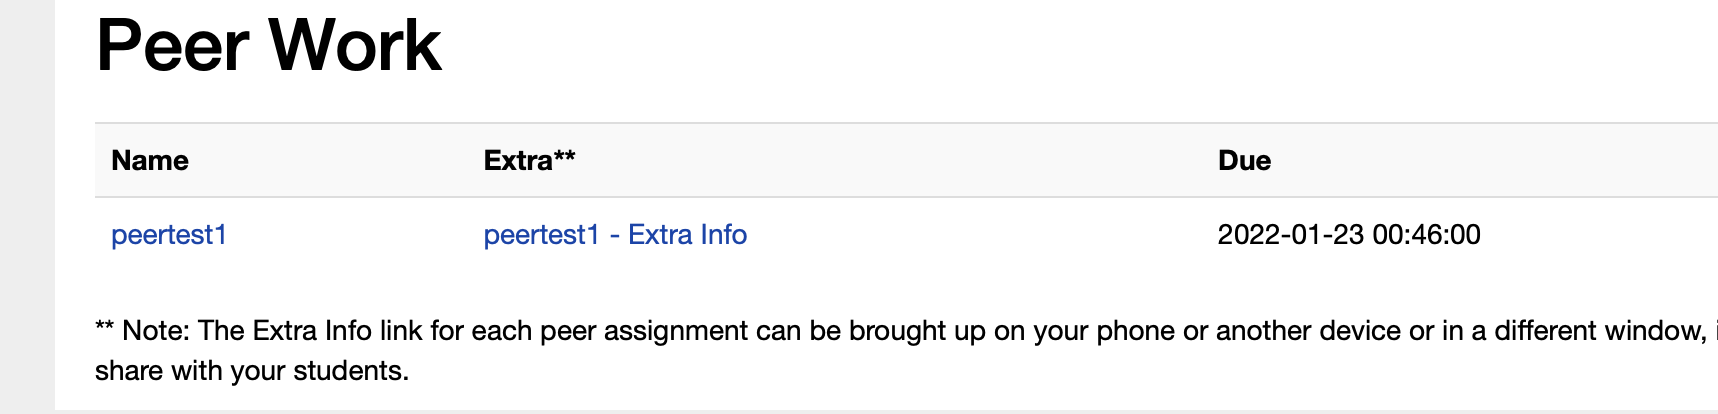 Peer Work
Name Extra** Due
peertest1 peertest1 - Extra Info 2022-01-23 00:46:00
** Note: The Extra Info link for each peer assignment can be brought up on your phone or another device or in a different window,
share with your students.